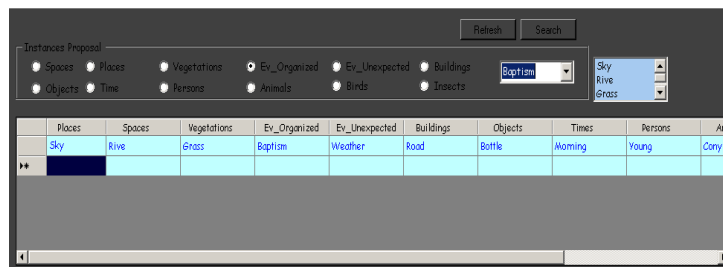 Refresh Search
Instances Proposal
Spaces Places Vegetations Ev_Organized Ev_Unexpected Buildings
Objects Time Persons Animals Birds Insects
Baptism
Sky
Rive
Grass
Places Spaces Vegetations Ev_Organized Ev_Unexpected Buildings Objects Times Persons A
Sky Rive Grass Baptism Weather Road Bottle Morning Young Cony